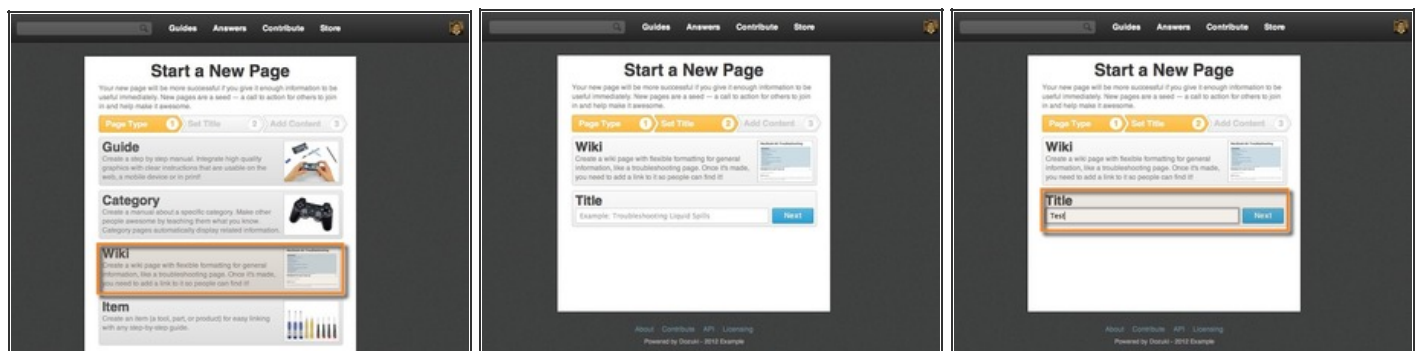 Guides Answers Contribute Store
Start a New Page
Your new page will be more successful if you give it enough information to be
useful immediately. New pages are a seed — a call to action for others to join
in and help make it awesome.
Page Type 1 Set Title 2 Add Content 3
Guide
Create a step by step manual. Integrate high quality
graphics with clear instructions that are usable on the
web, a mobile device or in print!
Category
Create a manual about a specific category. Make other
people awesome by teaching them what you know.
Category pages automatically display related information.
Wiki
Create a wiki page with flexible formatting for general
information, like a troubleshooting page. Once it's made,
you need to add a link to it so people can find it!
Item
Create an item (a tool, part, or product) for easy linking
with any step-by-step guide.
Guides Answers Contribute Store
Start a New Page
Your new page will be more successful if you give it enough information to be
useful immediately. New pages are a seed — a call to action for others to join
in and help make it awesome.
Page Type 1 Set Title 2 Add Content 3
Wiki
Create a wiki page with flexible formatting for general
information, like a troubleshooting page. Once it's made,
you need to add a link to it so people can find it!
Title
Example: Troubleshooting Liquid Spills Next
About Contribute API Licensing
Powered by Dozuki - 2012 Example
Guides Answers Contribute Store
Start a New Page
Your new page will be more successful if you give it enough information to be
useful immediately. New pages are a seed — a call to action for others to join
in and help make it awesome.
Page Type 1 Set Title 2 Add Content 3
Wiki
Create a wiki page with flexible formatting for general
information, like a troubleshooting page. Once it's made,
you need to add a link to it so people can find it!
Title
Test Next
About Contribute API Licensing
Powered by Dozuki - 2012 Example